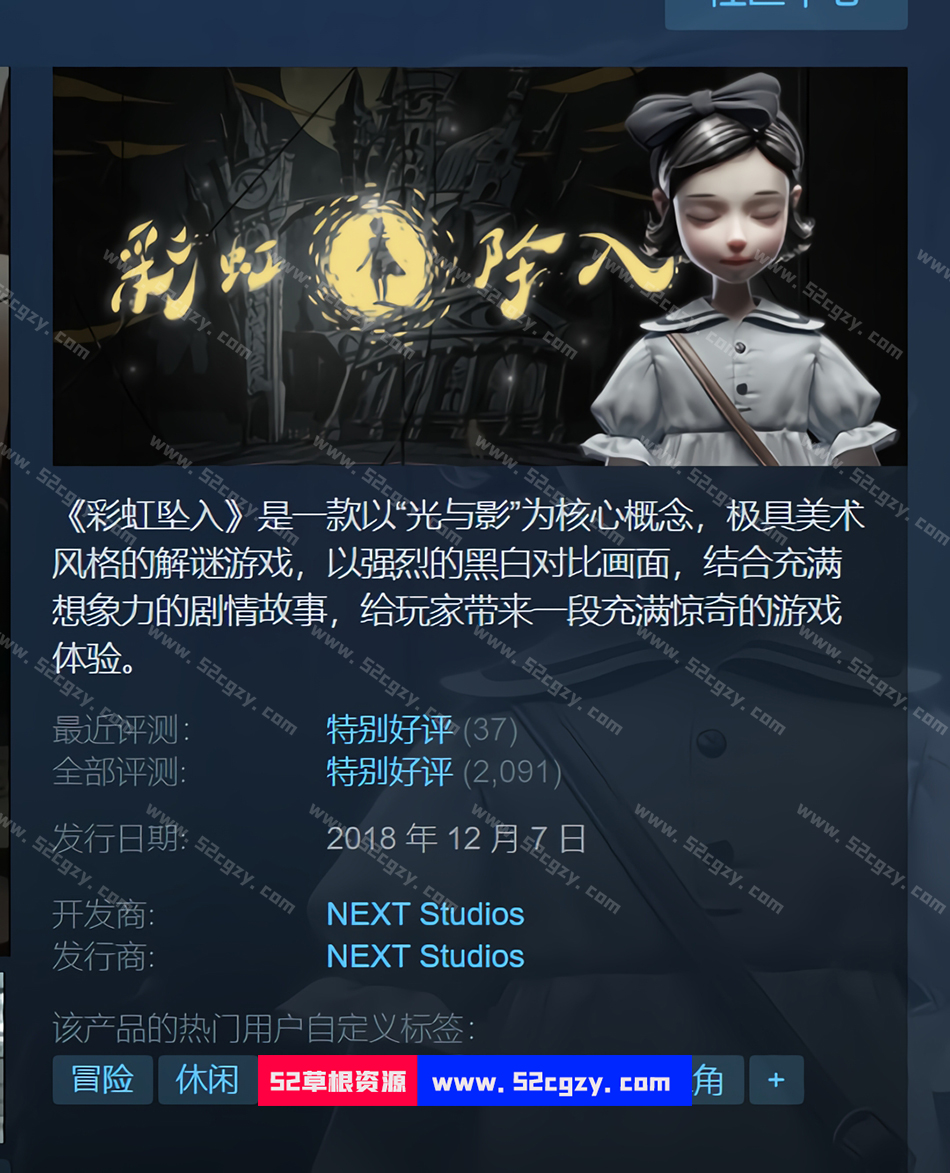 彩虹坠入
《彩虹坠入》是一款以“光与影”为核心概念，极具美术
风格的解谜游戏，以强烈的黑白对比画面，结合充满
想象力的剧情故事，给玩家带来一段充满惊奇的游戏
体验。
最近评测: 特别好评 (37)
全部评测: 特别好评 (2,091)
发行日期: 2018 年 12 月 7 日
开发商: NEXT Studios
发行商: NEXT Studios
该产品的热门用户自定义标签:
冒险 休闲 52草根资源 www.52cgzy.com 角 +
www.52cgzy.com